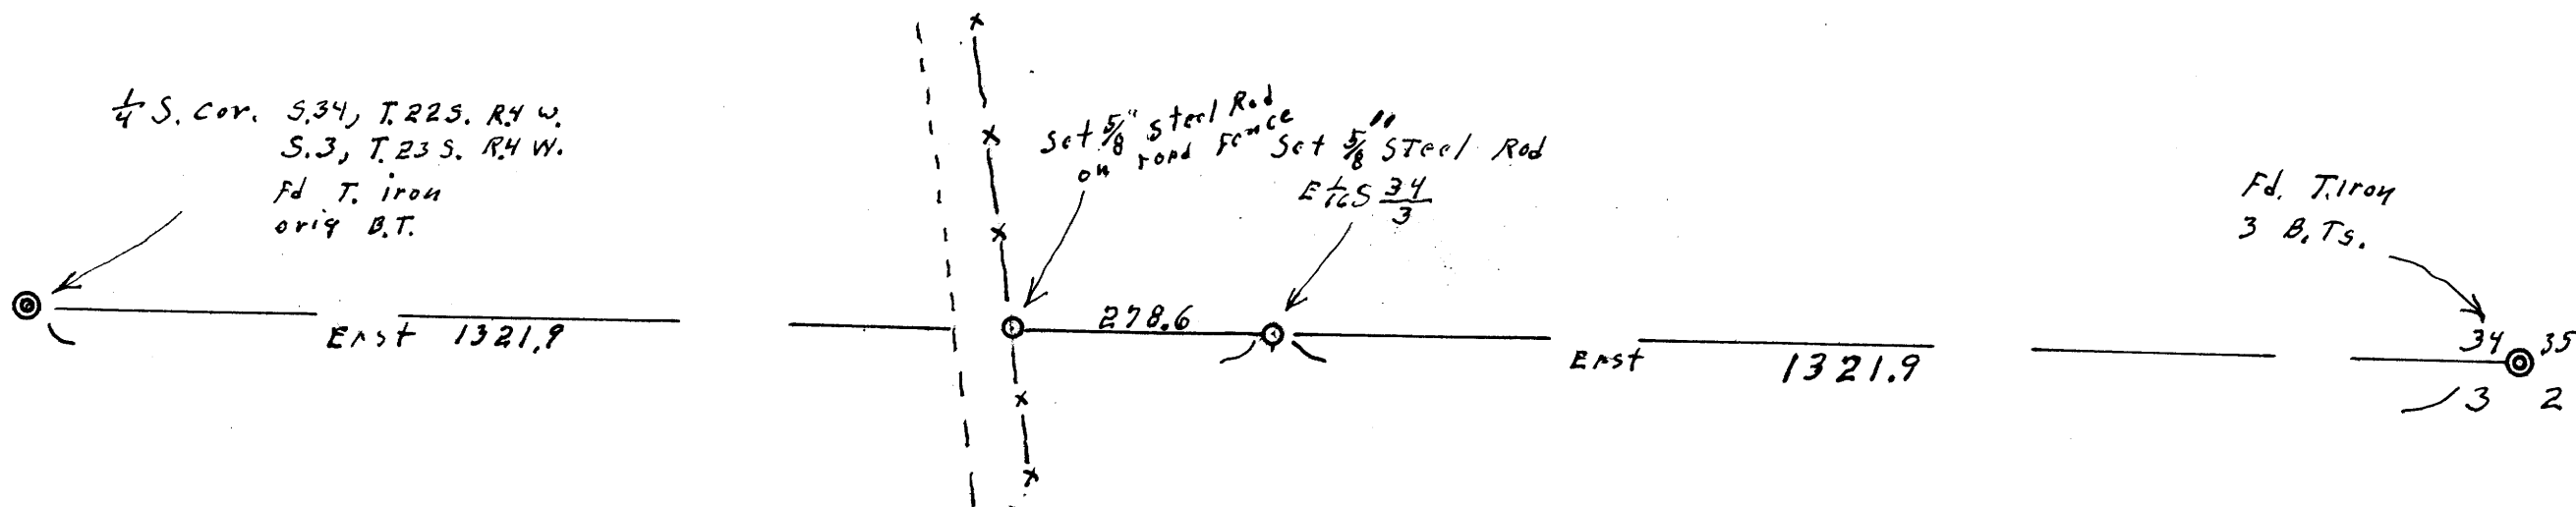 1/4 S. Cor. S.34, T.22S. R.4 W.
S.3, T.23 S. R.4 W.
Fd T. iron
orig B.T.
Set 5/8" steel Rod
on road Fence
Set 5/8" STeel Rod
E 1/16 S 34/3
Fd. T.Iron
3 B.Ts.
East 1321.9
278.6
East 1321.9
34 35
3 2